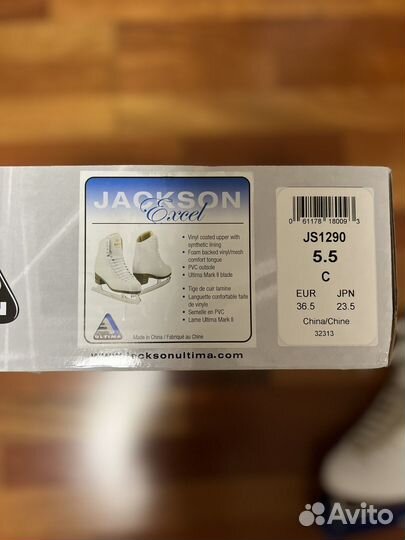 JACKSON
Excel
• Vinyl coated upper with
synthetic lining
• Foam backed vinyl/mesh
comfort tongue
• PVC outsole
• Ultima Mark II blade
• Tige de cuir lamine
• Languette confortable faite
de vinyle
• Semelle en PVC
• Lame Ultima Mark II
ULTIMA
Made in China / Fabriqué au Chine
www.jacksonultima.com
0 61178 18009 3
JS1290
5.5
C
EUR JPN
36.5 23.5
China/Chine
32313
Avito